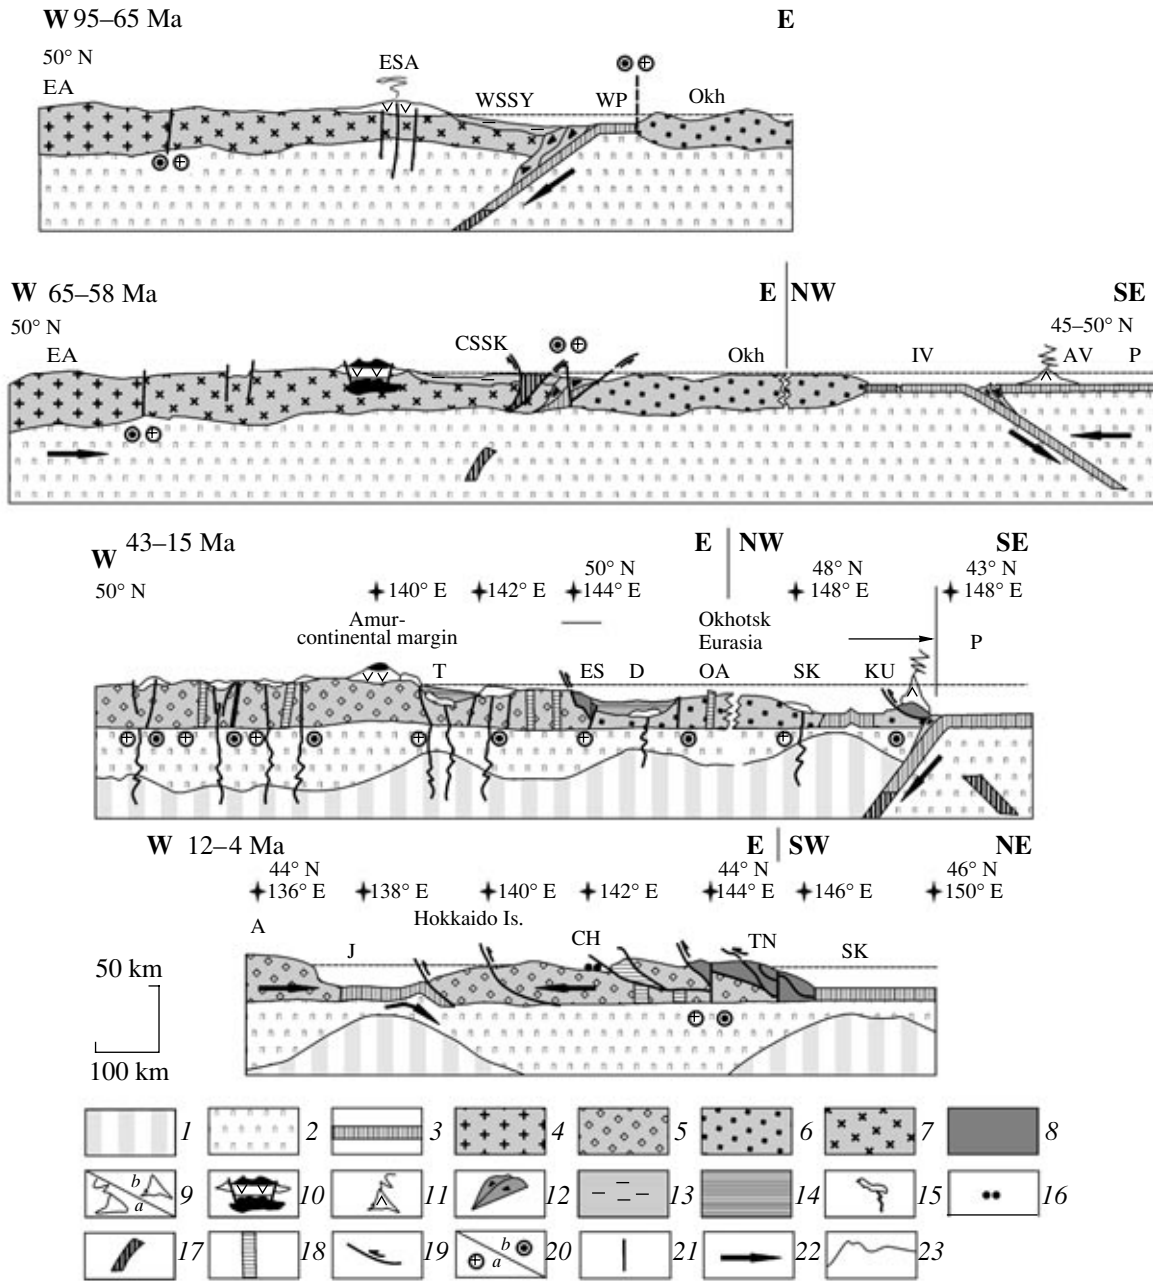 W 95–65 Ma E
50° N
EA ESA WSSY WP Okh
W 65–58 Ma E NW SE
50° N 45–50° N
EA CSSK Okh IV AV P
W 43–15 Ma E NW SE
50° N 50° N 48° N 43° N
140° E 142° E 144° E 148° E 148° E
Amur-
continental margin
Okhotsk
Eurasia
P
T ES D OA SK KU
W 12–4 Ma E SW NE
44° N 44° N 46° N
136° E 138° E 140° E 142° E 144° E 146° E 150° E
Hokkaido Is.
A J CH TN SK
50 km
100 km
1 2 3 4 5 6 7 8
b
a
9 10 11 12 13 14 15 16
17 18 19 20 21 22 23
b
a